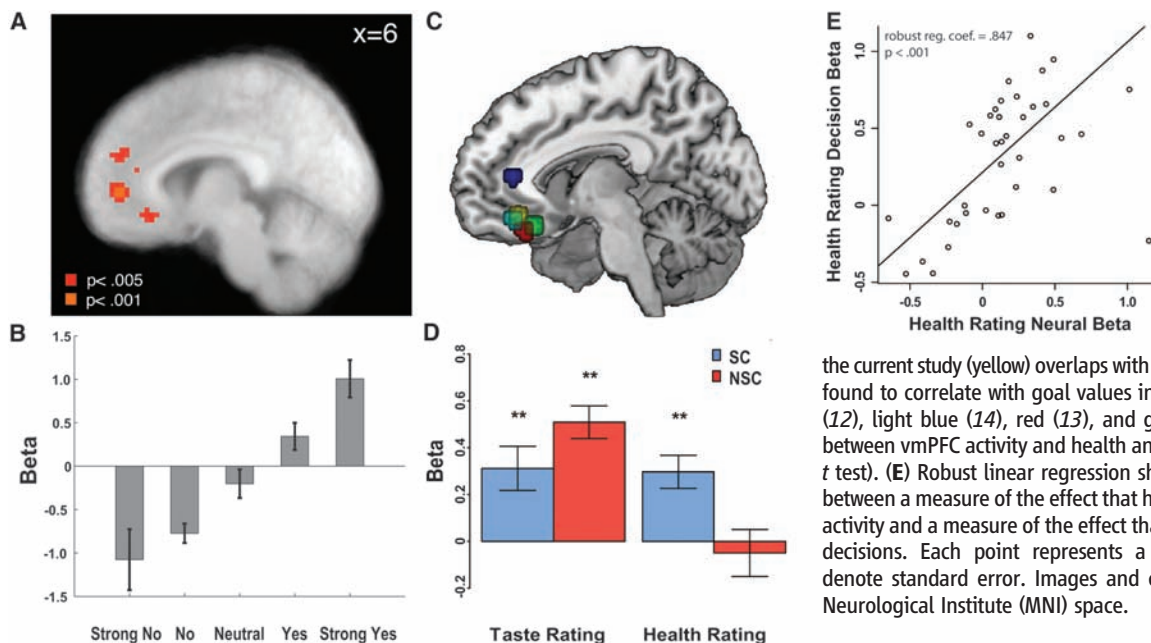 A
x=6
p< .005
p< .001
B
Beta
1.5
1.0
0.5
0
-0.5
-1.0
-1.5
Strong No No Neutral Yes Strong Yes
C
D
Beta
0.8
0.6
0.4
0.2
0
-0.2
SC
NSC
**
**
**
Taste Rating Health Rating
E
robust reg. coef. = .847
p < .001
Health Rating Decision Beta
1.0
0.5
0
-0.5
-0.5 0 0.5 1.0
Health Rating Neural Beta
the current study (yellow) overlaps with
found to correlate with goal values in
(12), light blue (14), red (13), and g
between vmPFC activity and health an
t test). (E) Robust linear regression sh
between a measure of the effect that h
activity and a measure of the effect tha
decisions. Each point represents a
denote standard error. Images and c
Neurological Institute (MNI) space.